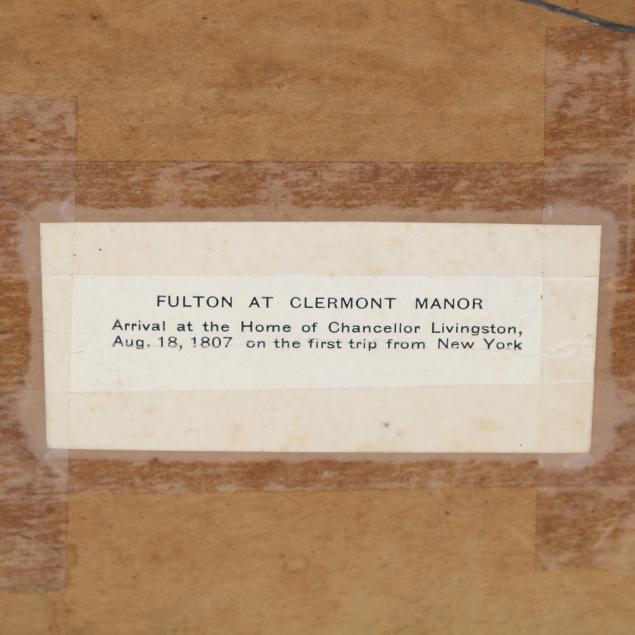 FULTON AT CLERMONT MANOR
Arrival at the Home of Chancellor Livingston,
Aug. 18, 1807 on the first trip from New York